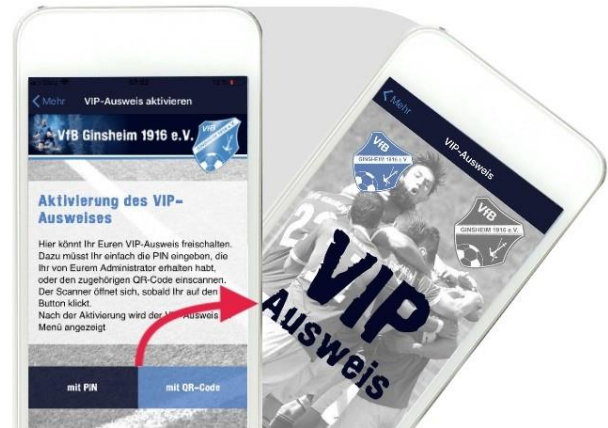 Mehr VIP-Ausweis aktivieren
VfB Ginsheim 1916 e.V.
VfB
Aktivierung des VIP-
Ausweises
Hier könnt Ihr Euren VIP-Ausweis freischalten.
Dazu müsst Ihr einfach die PIN eingeben, die
Ihr von Eurem Administrator erhalten habt,
oder den zugehörigen QR-Code einscannen.
Der Scanner öffnet sich, sobald Ihr auf den
Button klickt.
Nach der Aktivierung wird der Ausweis
Menü angezeigt
mit PIN mit QR-Code
Mehr VIP-Ausweis
VfB
GINSHEIM 1916 e.V.
VfB
GINSHEIM 1916 e.V.
VIP
Ausweis